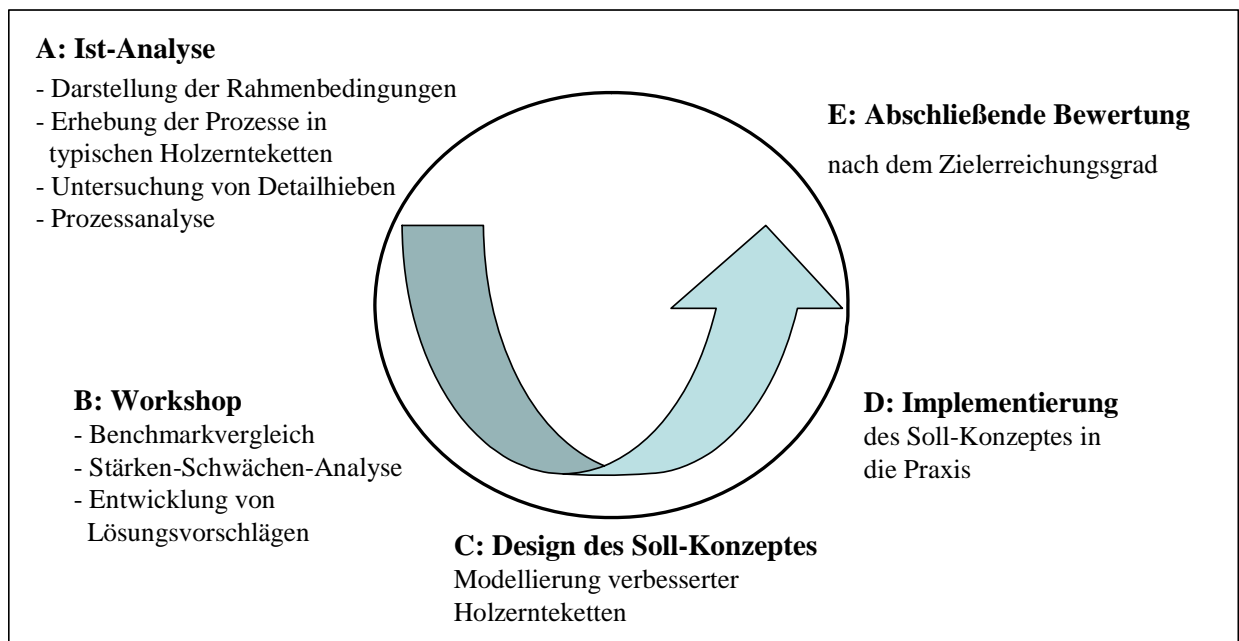 A: Ist-Analyse
- Darstellung der Rahmenbedingungen
- Erhebung der Prozesse in
typischen Holzernteketten
- Untersuchung von Detailhieben
- Prozessanalyse
B: Workshop
- Benchmarkvergleich
- Stärken-Schwächen-Analyse
- Entwicklung von
Lösungsvorschlägen
C: Design des Soll-Konzeptes
Modellierung verbesserter
Holzernteketten
D: Implementierung
des Soll-Konzeptes in
die Praxis
E: Abschließende Bewertung
nach dem Zielerreichungsgrad